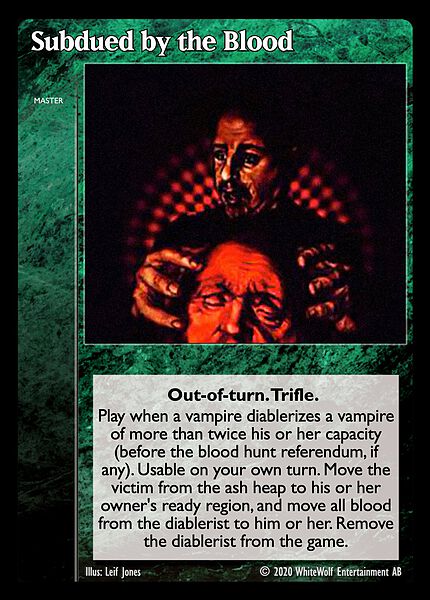 Subdued by the Blood
MASTER
Out-of-turn. Trifle.
Play when a vampire diablerizes a vampire
of more than twice his or her capacity
(before the blood hunt referendum, if
any). Usable on your own turn. Move the
victim from the ash heap to his or her
owner's ready region, and move all blood
from the diablerist to him or her. Remove
the diablerist from the game.
Illus: Leif Jones
© 2020 WhiteWolf Entertainment AB